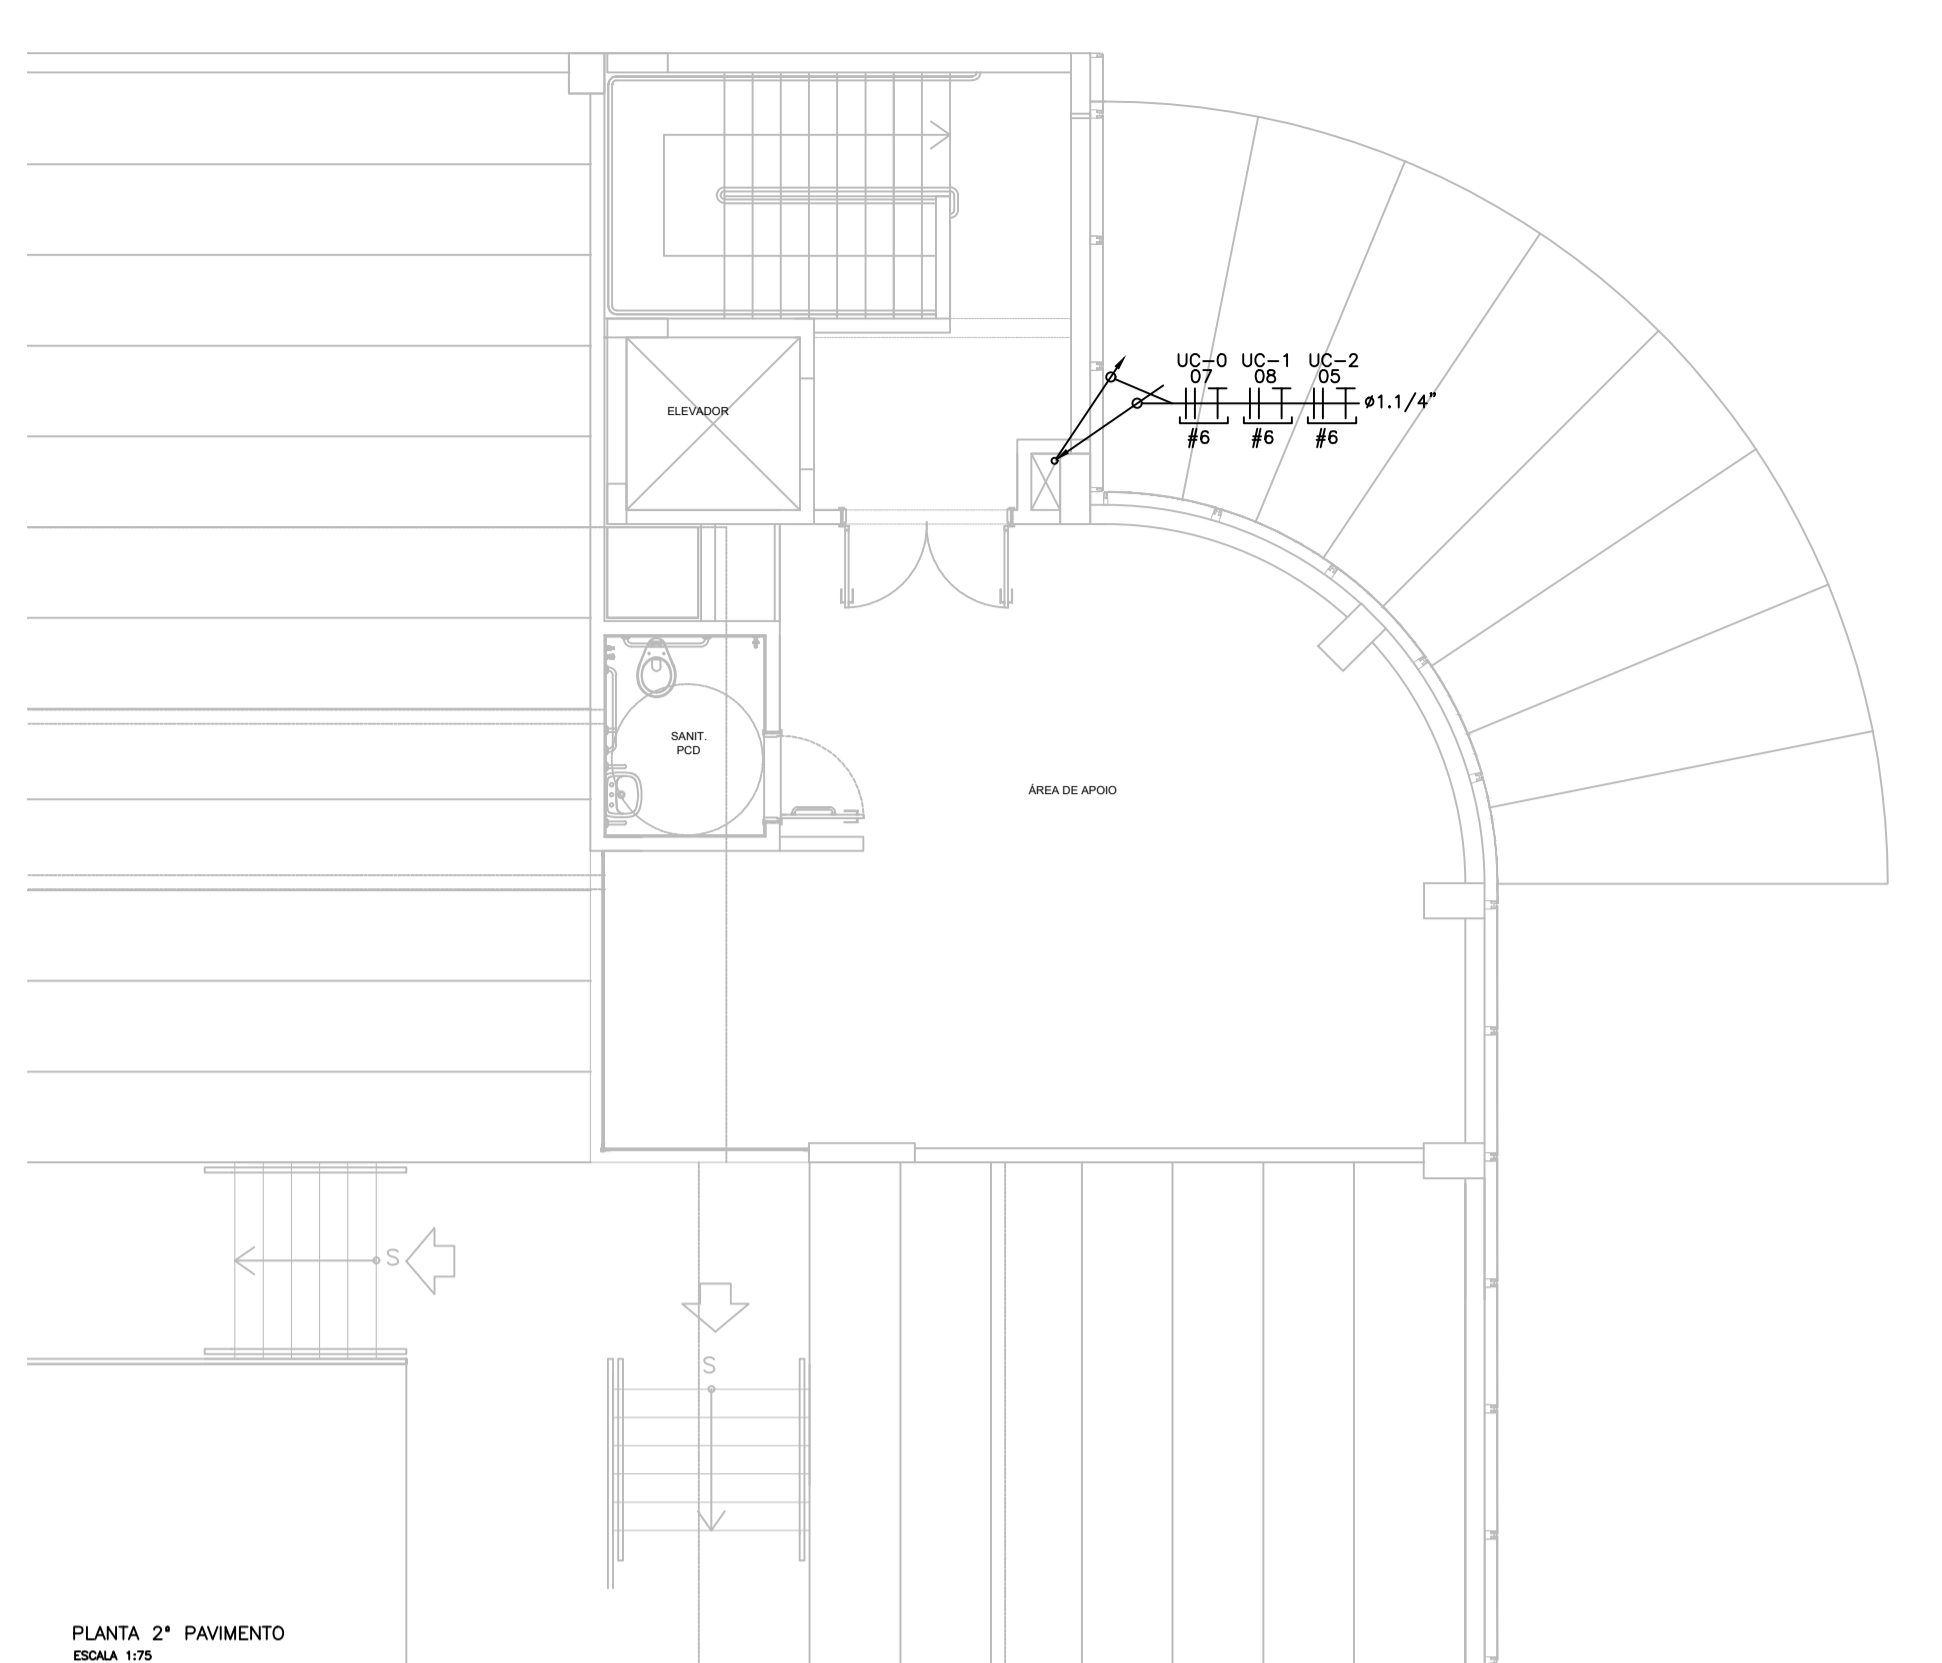 UC-0 UC-1 UC-2
07 08 05
ø1.1/4"
#6 #6 #6
ELEVADOR
SANIT.
PCD
ÁREA DE APOIO
S
S
PLANTA 2ª PAVIMENTO
ESCALA 1:75